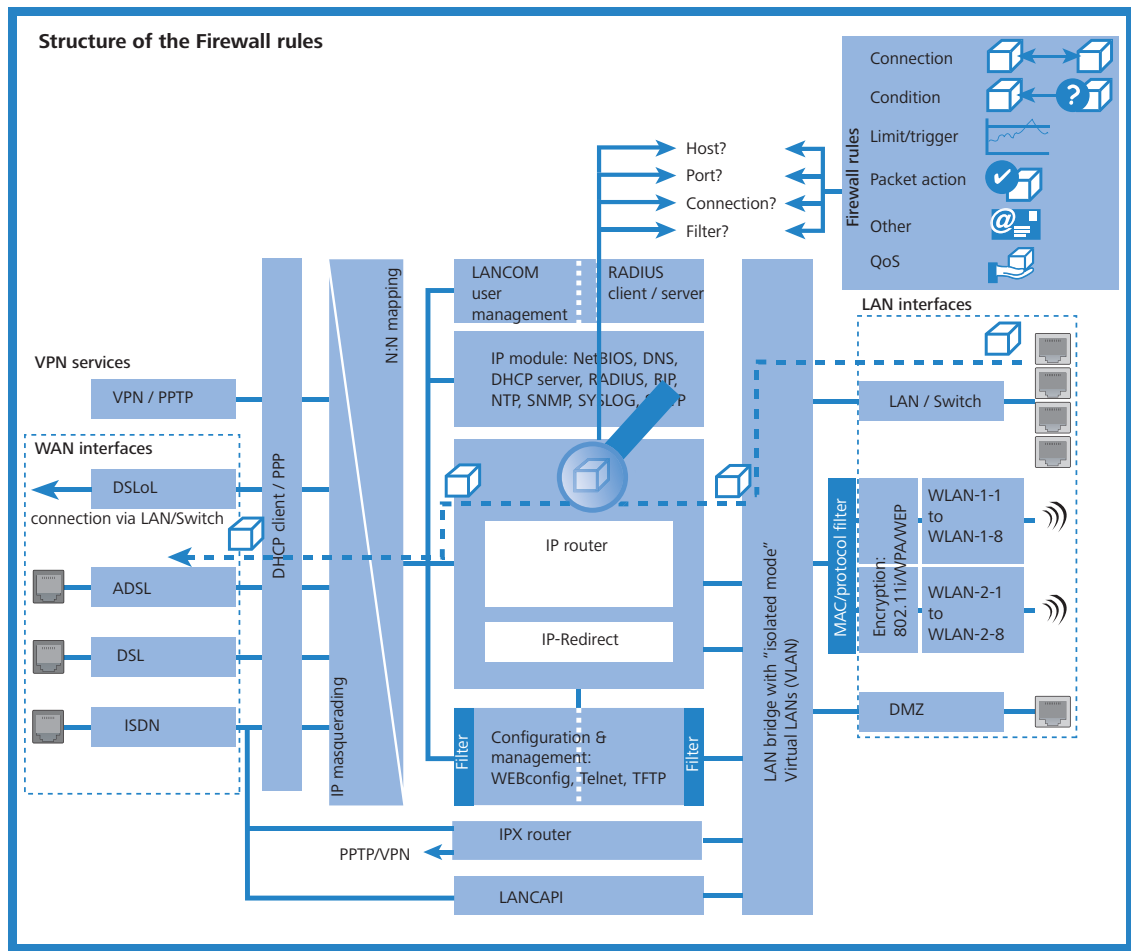 Structure of the Firewall rules
Firewall rules
Connection
Condition
?
Limit/trigger
Packet action
Other
@
QoS
Host?
Port?
Connection?
Filter?
LANCOM
user
management
RADIUS
client / server
IP module: NetBIOS, DNS,
DHCP server, RADIUS, RIP,
NTP, SNMP, SYSLOG,
N:N mapping
IP masquerading
DHCP client / PPP
VPN services
VPN / PPTP
WAN interfaces
DSLoL
connection via LAN/Switch
ADSL
DSL
ISDN
IP router
IP-Redirect
Filter
Configuration &
management:
WEBconfig, Telnet, TFTP
Filter
IPX router
PPTP/VPN
LANCAPI
LAN bridge with “isolated mode”
Virtual LANs (VLAN)
LAN interfaces
LAN / Switch
MAC/protocol filter
Encryption:
802.11i/WPA/WEP
WLAN-1-1
to
WLAN-1-8
WLAN-2-1
to
WLAN-2-8
DMZ